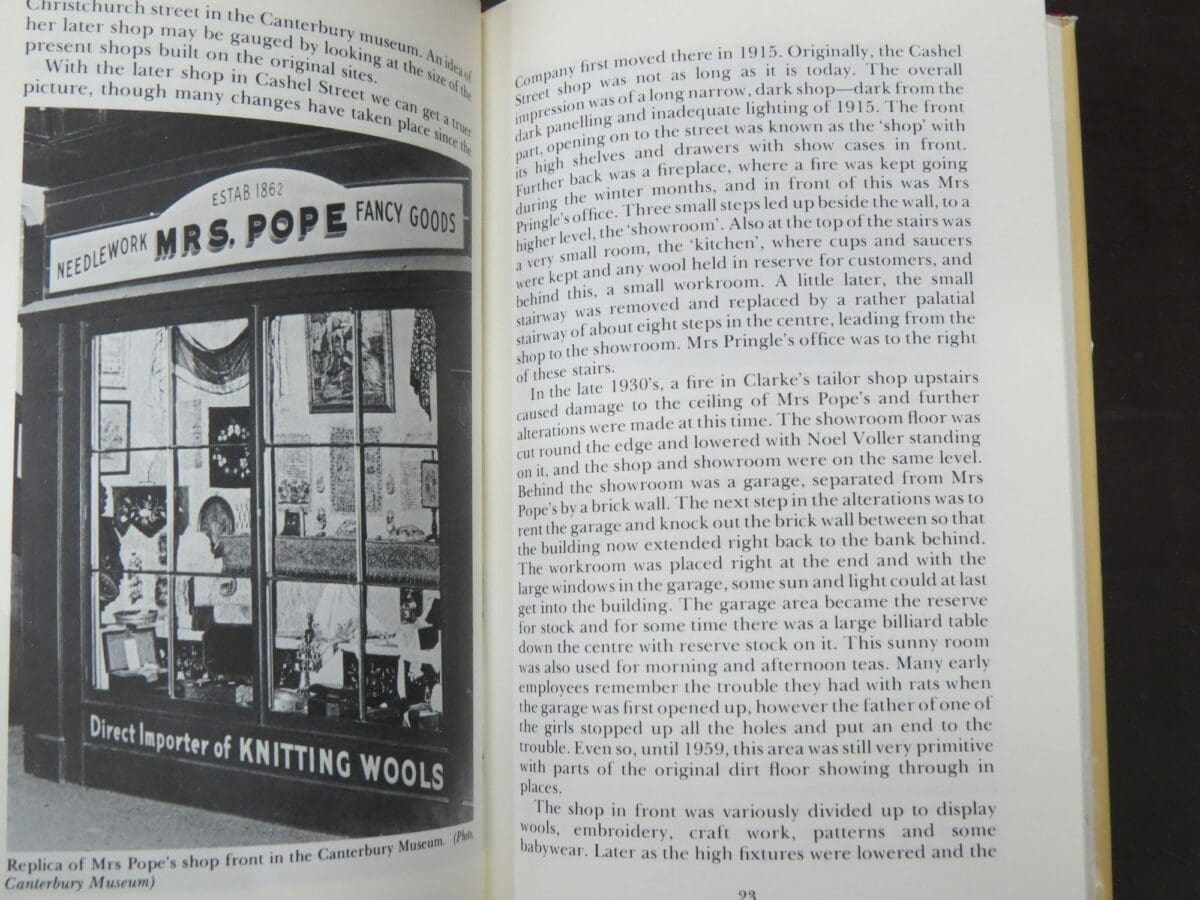 Christchurch street in the Canterbury museum. An idea of
her later shop may be gauged by looking at the size of the
present shops built on the original sites.
With the later shop in Cashel Street we can get a truer
picture, though many changes have taken place since the
ESTAB. 1862
NEEDLEWORK MRS. POPE FANCY GOODS
Direct Importer of KNITTING WOOLS
Replica of Mrs Pope's shop front in the Canterbury Museum. (Photo,
Canterbury Museum)
Company first moved there in 1915. Originally, the Cashel
Street shop was not as long as it is today. The overall
impression was of a long narrow, dark shop—dark from the
dark panelling and inadequate lighting of 1915. The front
part, opening on to the street was known as the 'shop' with
its high shelves and drawers with show cases in front.
Further back was a fireplace, where a fire was kept going
during the winter months, and in front of this was Mrs
Pringle's office. Three small steps led up beside the wall, to a
higher level, the 'showroom'. Also at the top of the stairs was
a very small room, the 'kitchen', where cups and saucers
were kept and any wool held in reserve for customers, and
behind this, a small workroom. A little later, the small
stairway was removed and replaced by a rather palatial
stairway of about eight steps in the centre, leading from the
shop to the showroom. Mrs Pringle's office was to the right
of these stairs.
In the late 1930's, a fire in Clarke's tailor shop upstairs
caused damage to the ceiling of Mrs Pope's and further
alterations were made at this time. The showroom floor was
cut round the edge and lowered with Noel Voller standing
on it, and the shop and showroom were on the same level.
Behind the showroom was a garage, separated from Mrs
Pope's by a brick wall. The next step in the alterations was to
rent the garage and knock out the brick wall between so that
the building now extended right back to the bank behind.
The workroom was placed right at the end and with the
large windows in the garage, some sun and light could at last
get into the building. The garage area became the reserve
for stock and for some time there was a large billiard table
down the centre with reserve stock on it. This sunny room
was also used for morning and afternoon teas. Many early
employees remember the trouble they had with rats when
the garage was first opened up, however the father of one of
the girls stopped up all the holes and put an end to the
trouble. Even so, until 1959, this area was still very primitive
with parts of the original dirt floor showing through in
places.
The shop in front was variously divided up to display
wools, embroidery, craft work, patterns and some
babywear. Later as the high fixtures were lowered and the
23